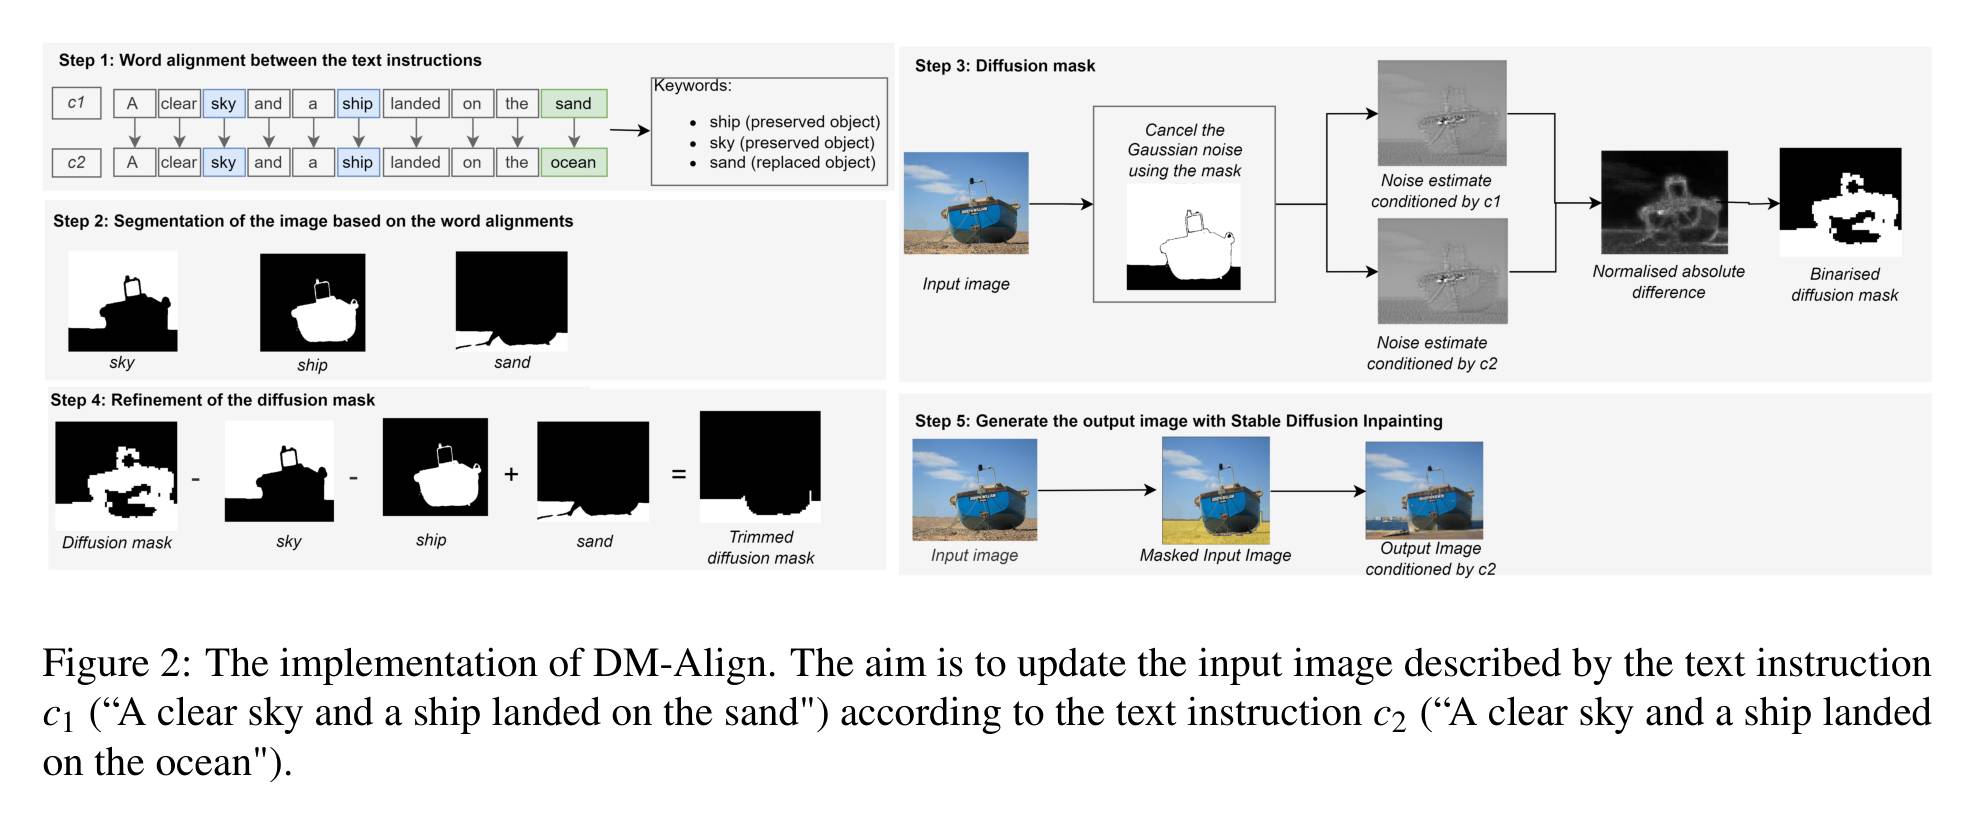 Step 1: Word alignment between the text instructions
c1 A clear sky and a ship landed on the sand
c2 A clear sky and a ship landed on the ocean
Keywords:
• ship (preserved object)
• sky (preserved object)
• sand (replaced object)
Step 2: Segmentation of the image based on the word alignments
sky
ship
sand
Step 3: Diffusion mask
Input image
Cancel the
Gaussian noise
using the mask
Noise estimate
conditioned by c1
Noise estimate
conditioned by c2
Normalised absolute
difference
Binarised
diffusion mask
Step 4: Refinement of the diffusion mask
- - + =
Diffusion mask
sky
ship
sand
Trimmed
diffusion mask
Step 5: Generate the output image with Stable Diffusion Inpainting
Input image
Masked Input Image
Output Image
conditioned by c2
Figure 2: The implementation of DM-Align. The aim is to update the input image described by the text instruction
c1 (“A clear sky and a ship landed on the sand") according to the text instruction c2 (“A clear sky and a ship landed
on the ocean").